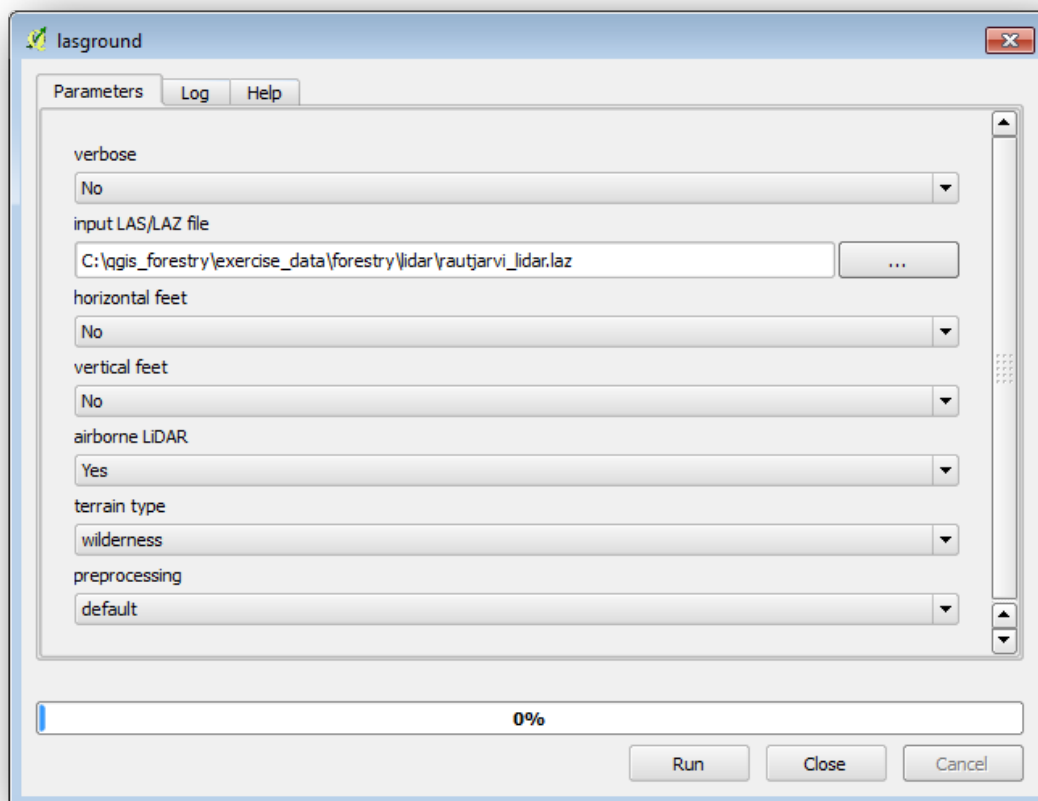 lasground
Parameters
Log
Help
verbose
No
input LAS/LAZ file
C:\qgis_forestry\exercise_data\forestry\lidar\rautjarvi_lidar.laz
...
horizontal feet
No
vertical feet
No
airborne LiDAR
Yes
terrain type
wilderness
preprocessing
default
0%
Run
Close
Cancel